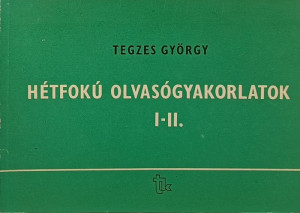 TEGZES GYÖRGY
HÉTFOKÚ OLVASÓGYAKORLATOK
I-II.
tk